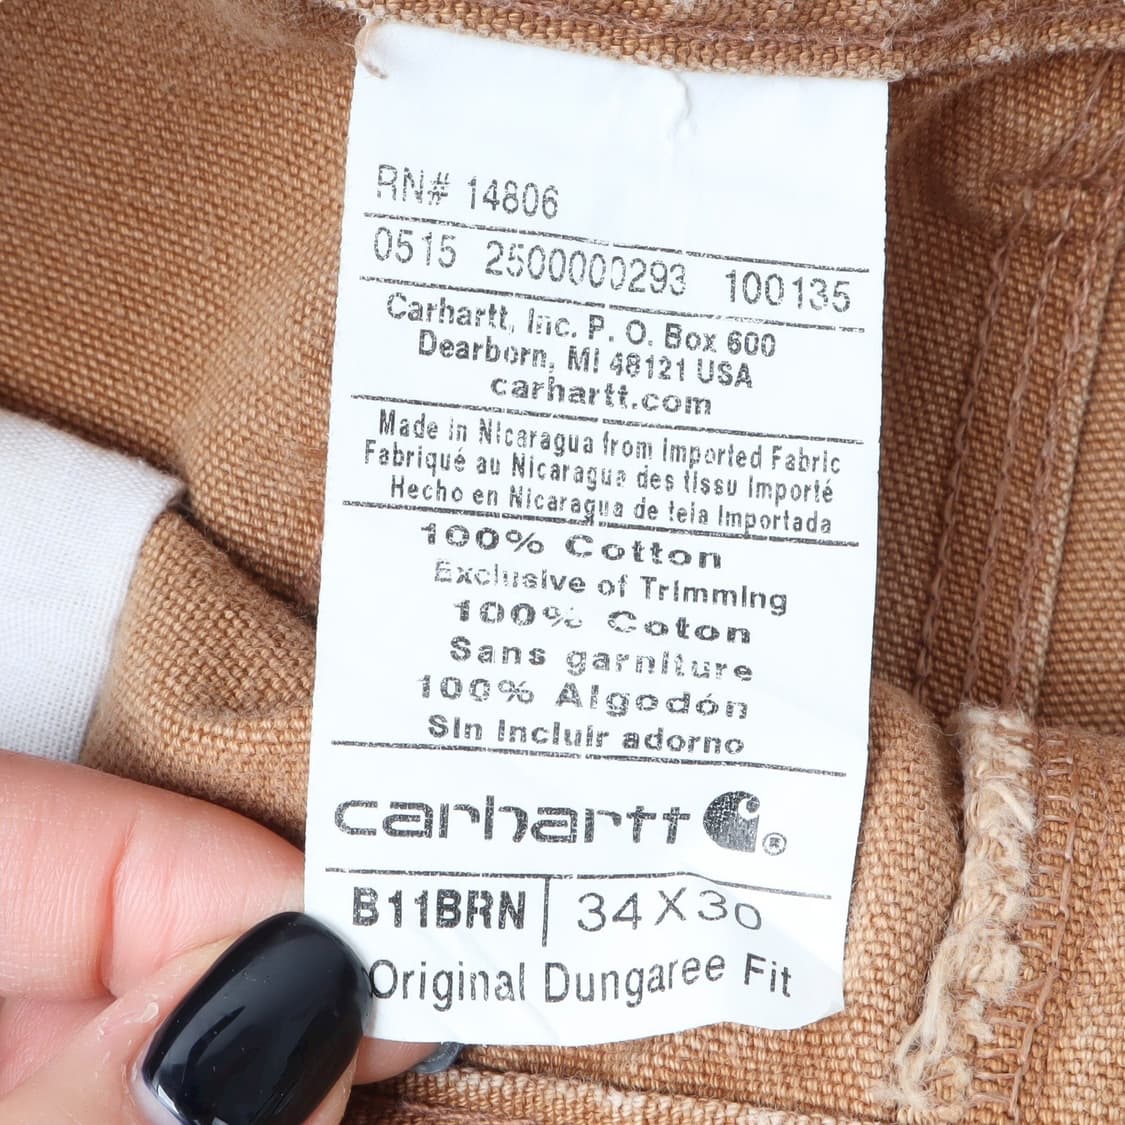 RN# 14806
0515 2500000293 100135
Carhartt, Inc. P. O. Box 600
Dearborn, MI 48121 USA
carhartt.com
Made in Nicaragua from Imported Fabric
Fabriqué au Nicaragua des tissu Importé
Hecho en Nicaragua de tela Importada
100% Cotton
Exclusive of Trimming
100% Coton
Sans garniture
100% Algodón
Sin Incluir adorno
carhartt ®
B11BRN 34X30
Original Dungaree Fit